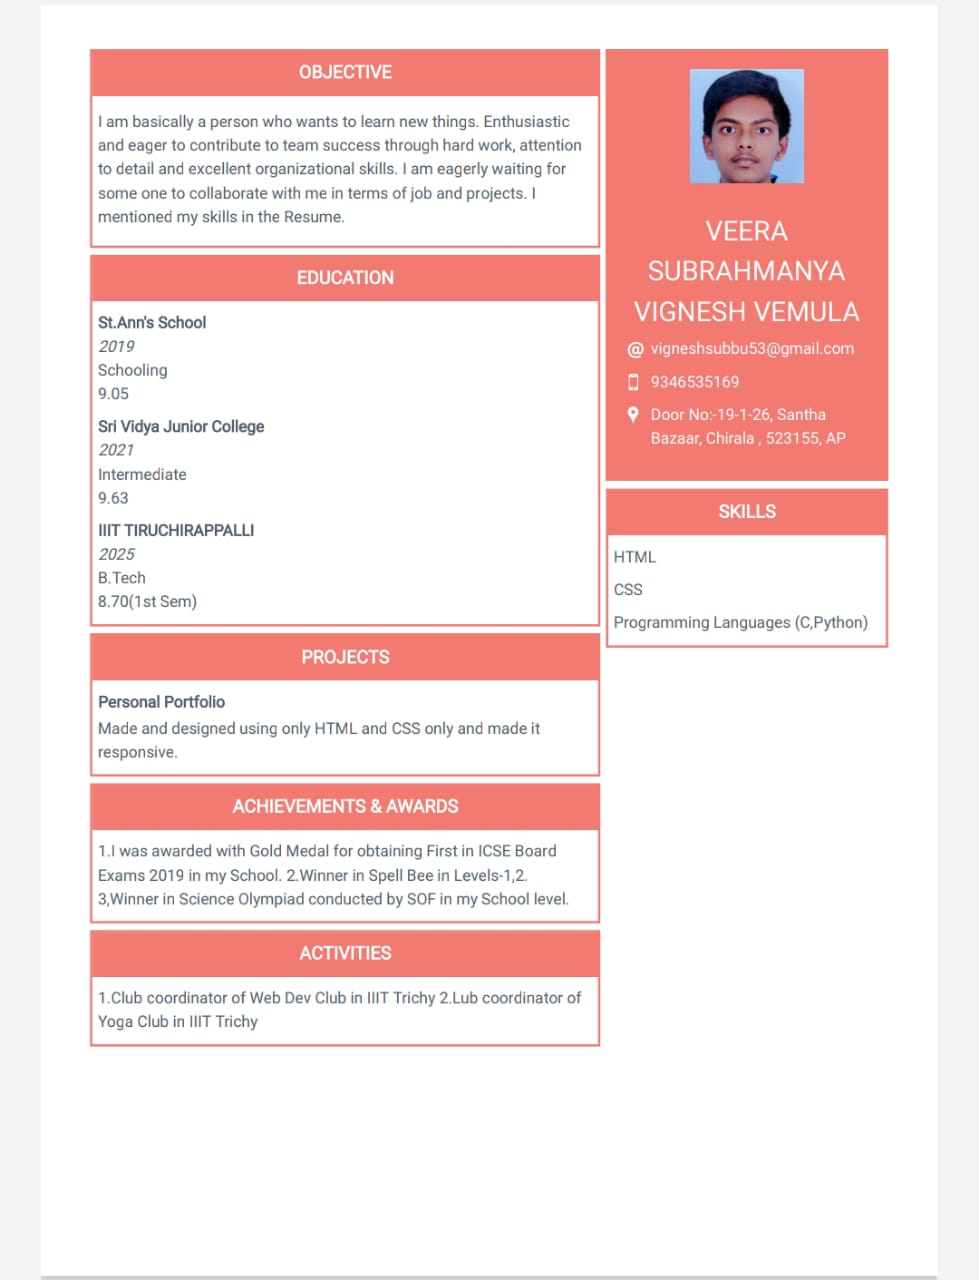 OBJECTIVE
I am basically a person who wants to learn new things. Enthusiastic
and eager to contribute to team success through hard work, attention
to detail and excellent organizational skills. I am eagerly waiting for
some one to collaborate with me in terms of job and projects. I
mentioned my skills in the Resume.
EDUCATION
St.Ann's School
2019
Schooling
9.05
Sri Vidya Junior College
2021
Intermediate
9.63
IIIT TIRUCHIRAPPALLI
2025
B.Tech
8.70(1st Sem)
PROJECTS
Personal Portfolio
Made and designed using only HTML and CSS only and made it
responsive.
ACHIEVEMENTS & AWARDS
1.I was awarded with Gold Medal for obtaining First in ICSE Board
Exams 2019 in my School. 2.Winner in Spell Bee in Levels-1,2.
3,Winner in Science Olympiad conducted by SOF in my School level.
ACTIVITIES
1.Club coordinator of Web Dev Club in IIIT Trichy 2.Lub coordinator of
Yoga Club in IIIT Trichy
VEERA
SUBRAHMANYA
VIGNESH VEMULA
@ vigneshsubbu53@gmail.com
9346535169
Door No:-19-1-26, Santha
Bazaar, Chirala , 523155, AP
SKILLS
HTML
CSS
Programming Languages (C,Python)